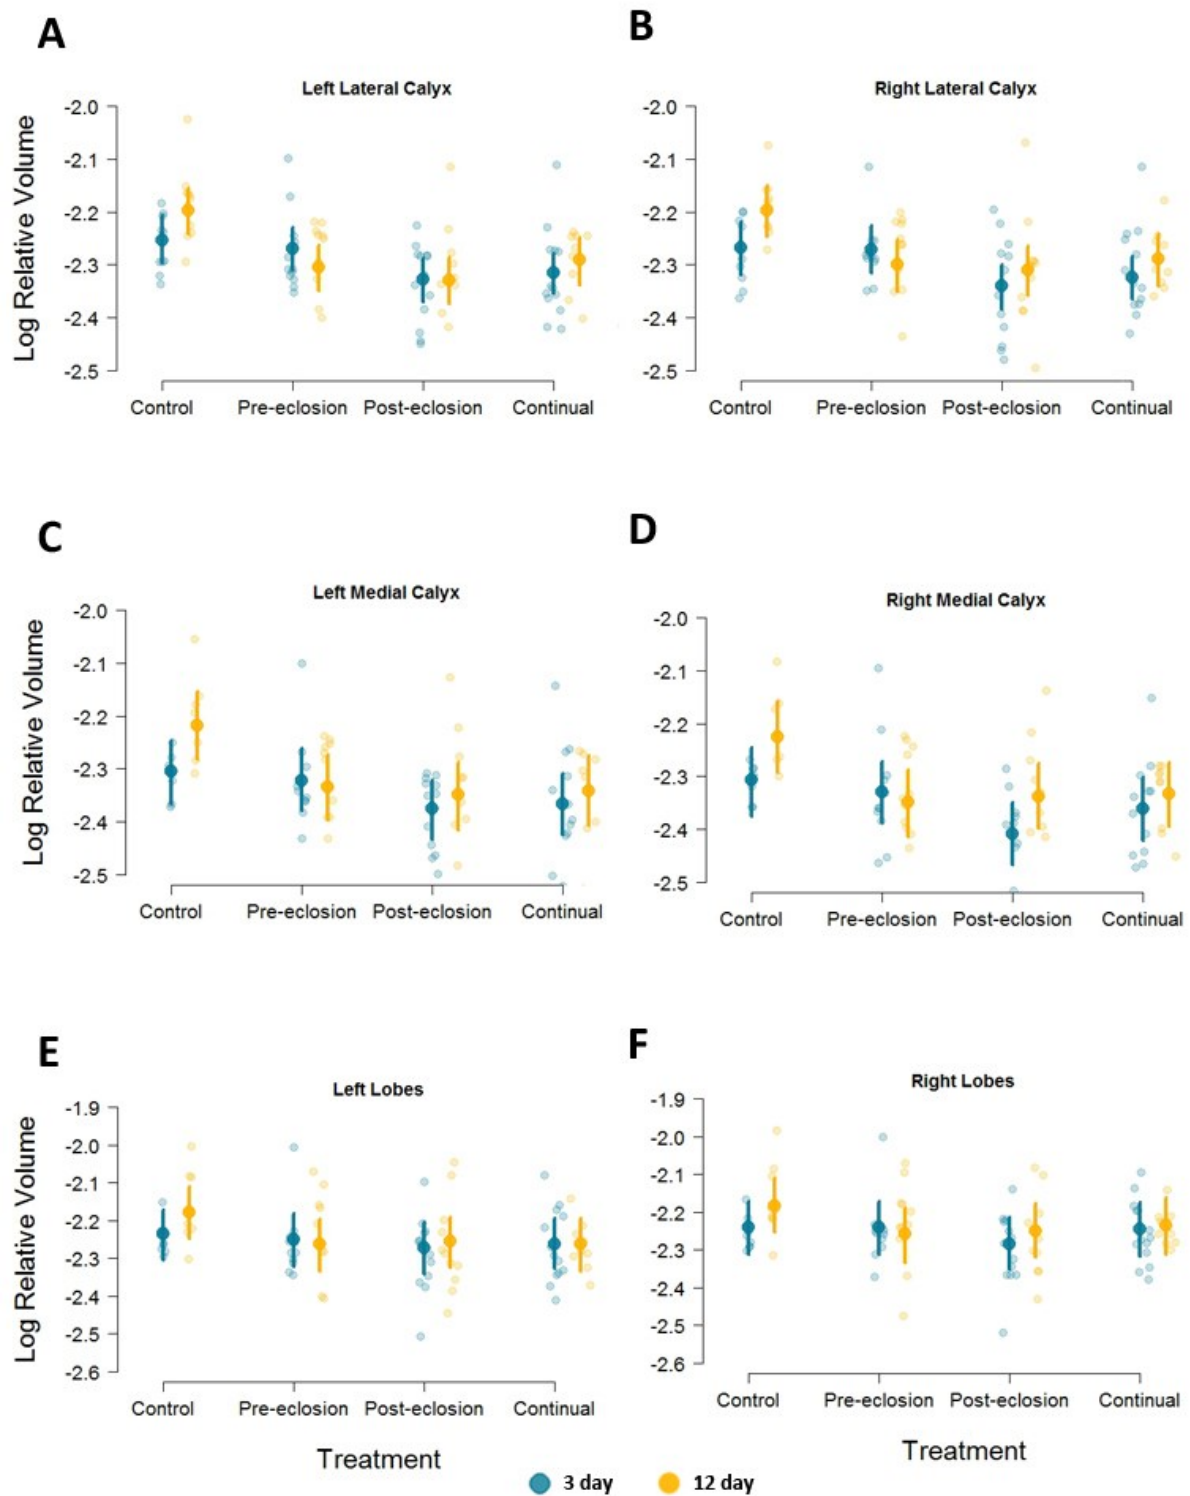 A
B
Left Lateral Calyx
Right Lateral Calyx
Log Relative Volume
-2.0
-2.1
-2.2
-2.3
-2.4
-2.5
-2.0
-2.1
-2.2
-2.3
-2.4
-2.5
Control Pre-eclosion Post-eclosion Continual
Control Pre-eclosion Post-eclosion Continual
C
D
Left Medial Calyx
Right Medial Calyx
Log Relative Volume
-2.0
-2.1
-2.2
-2.3
-2.4
-2.5
-2.0
-2.1
-2.2
-2.3
-2.4
-2.5
Control Pre-eclosion Post-eclosion Continual
Control Pre-eclosion Post-eclosion Continual
E
F
Left Lobes
Right Lobes
Log Relative Volume
-1.9
-2.0
-2.1
-2.2
-2.3
-2.4
-2.5
-2.6
-1.9
-2.0
-2.1
-2.2
-2.3
-2.4
-2.5
-2.6
Control Pre-eclosion Post-eclosion Continual
Control Pre-eclosion Post-eclosion Continual
Treatment
Treatment
3 day
12 day